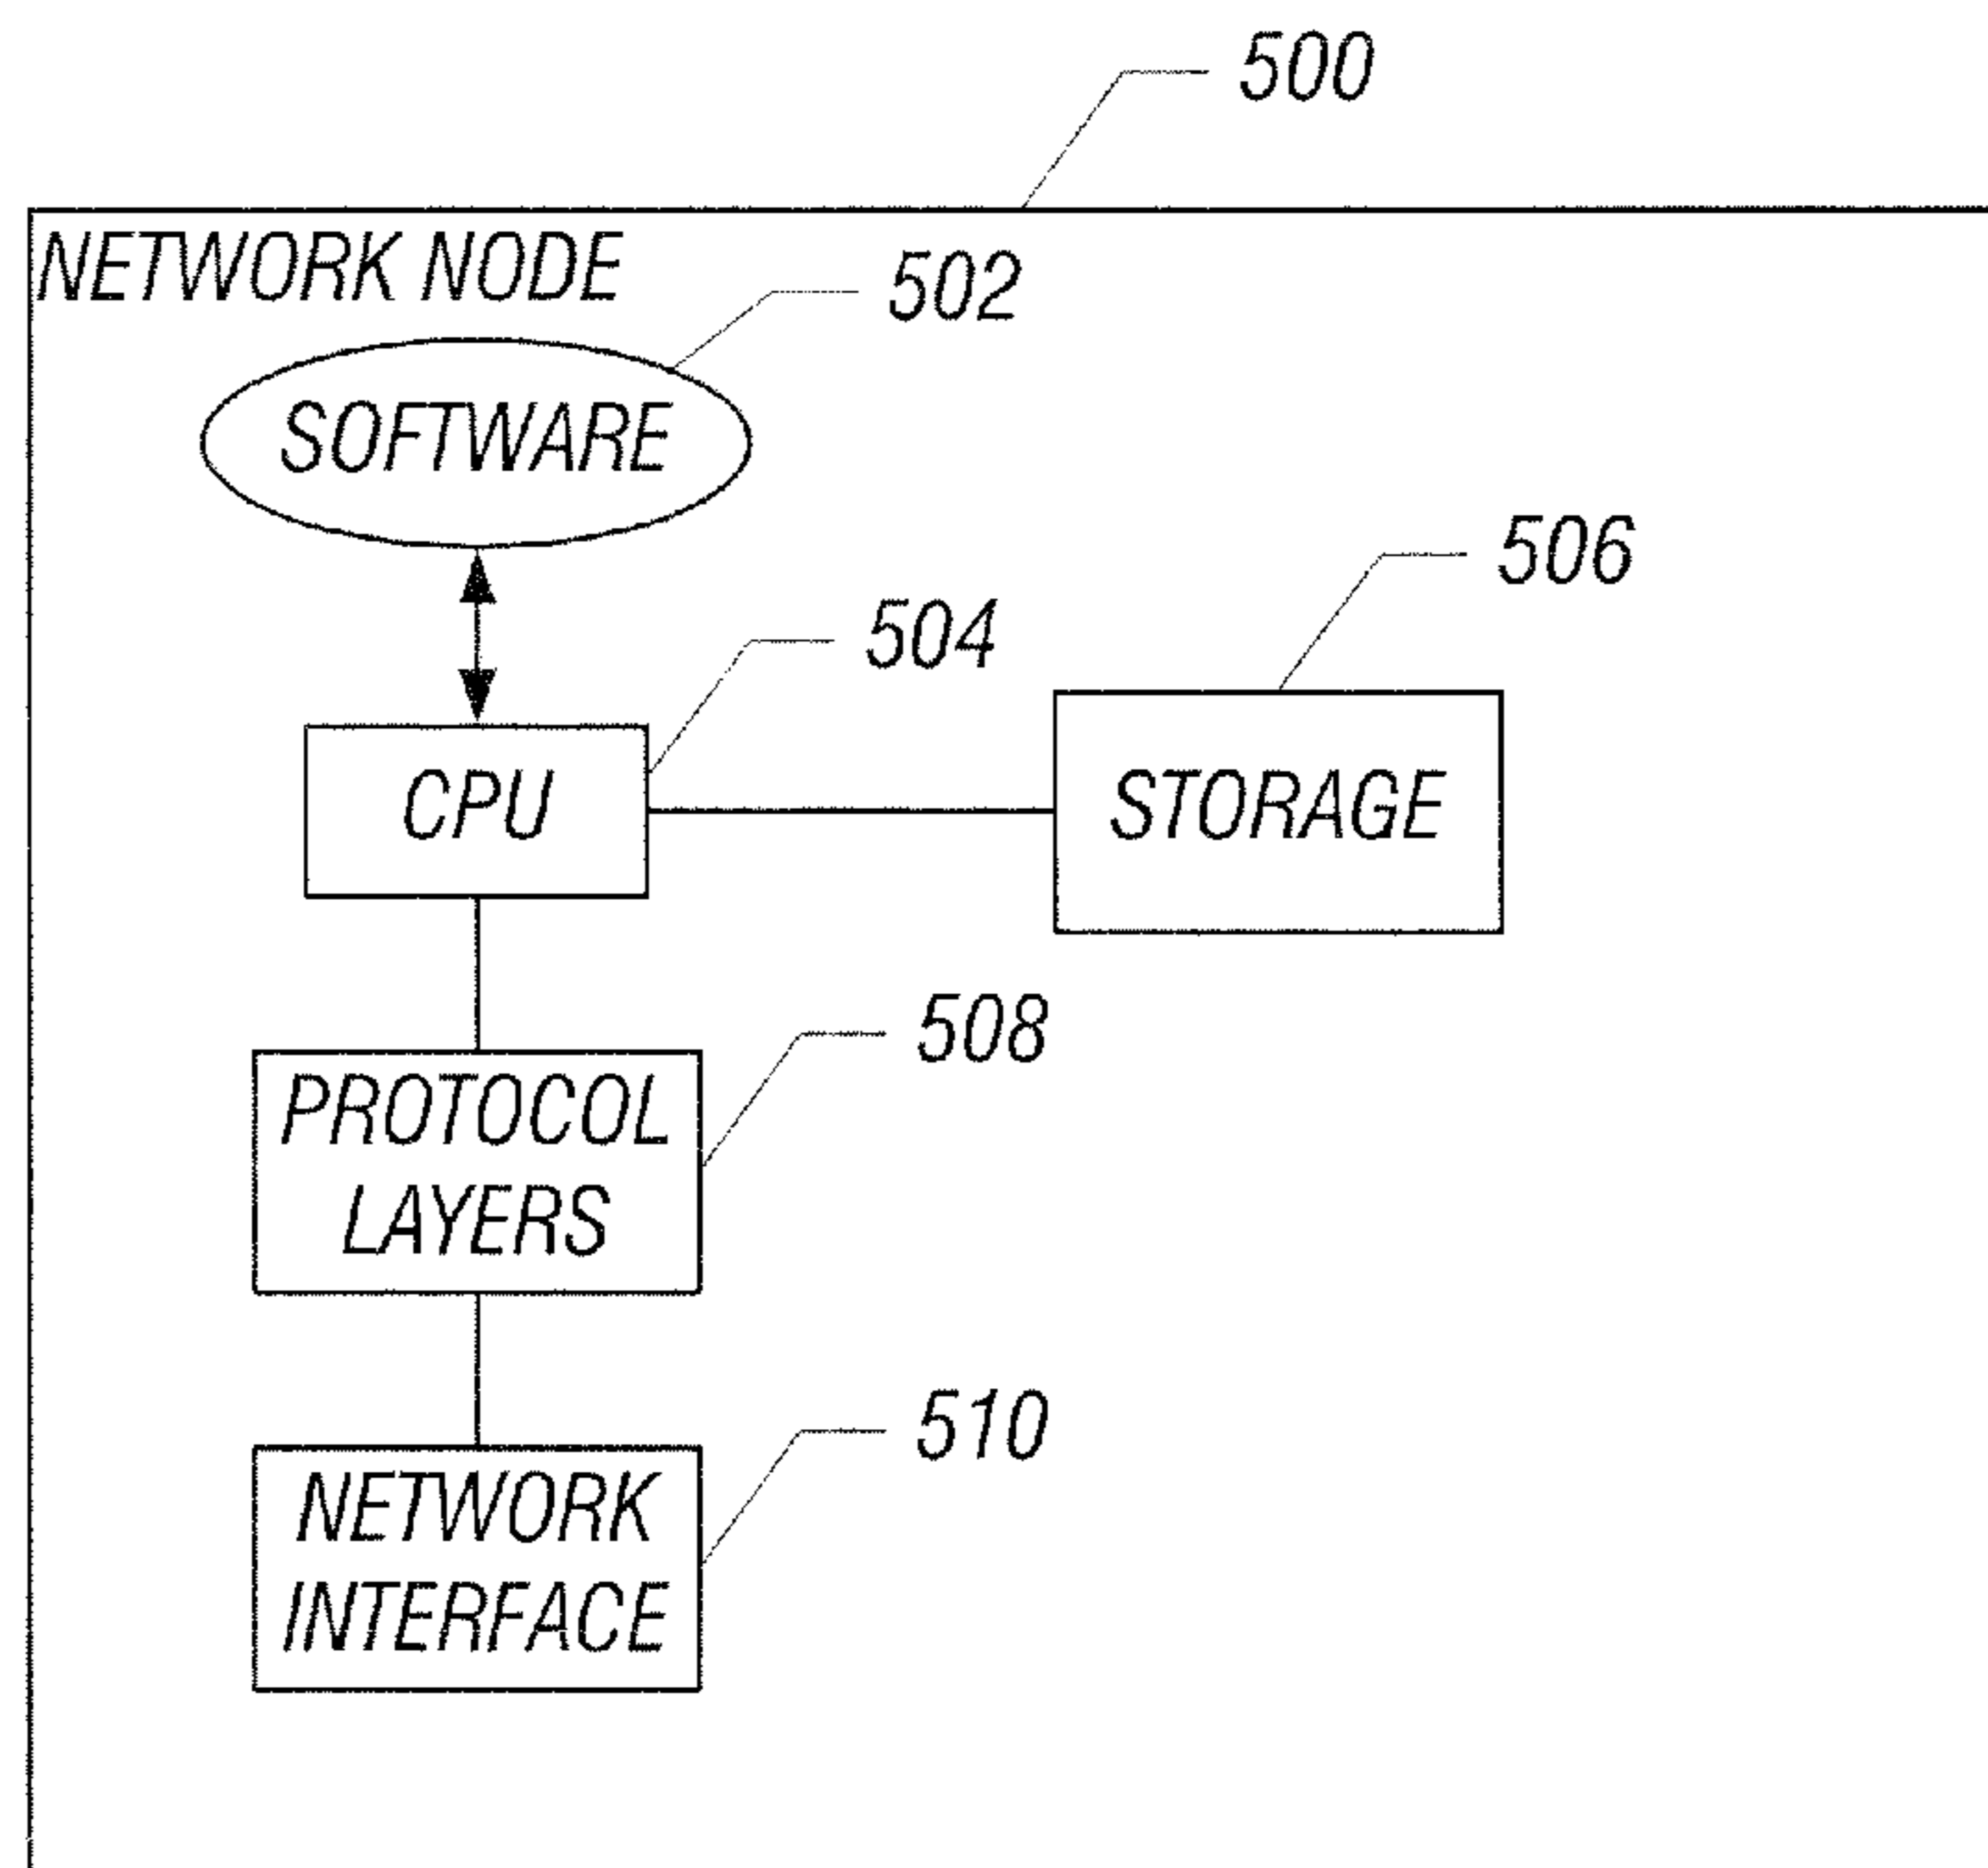 500
NETWORK NODE
502
SOFTWARE
506
504
CPU
STORAGE
508
PROTOCOL
LAYERS
510
NETWORK
INTERFACE